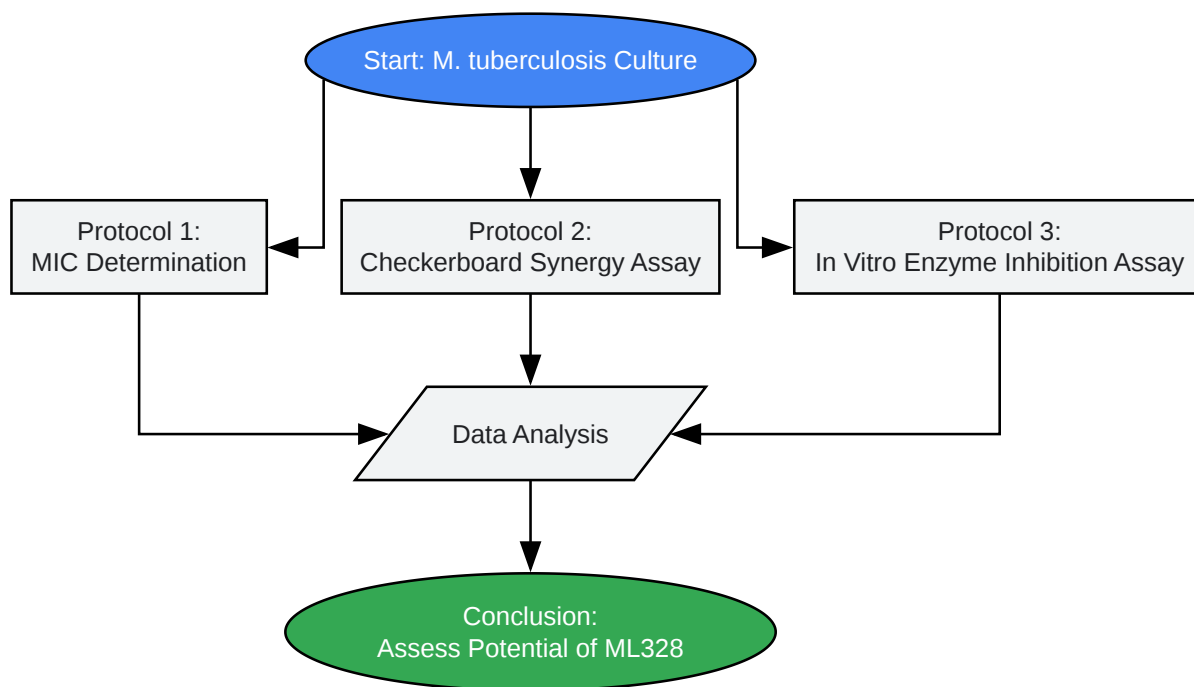 Start: M. tuberculosis Culture
Protocol 1:
MIC Determination
Protocol 2:
Checkerboard Synergy Assay
Protocol 3:
In Vitro Enzyme Inhibition Assay
Data Analysis
Conclusion:
Assess Potential of ML328